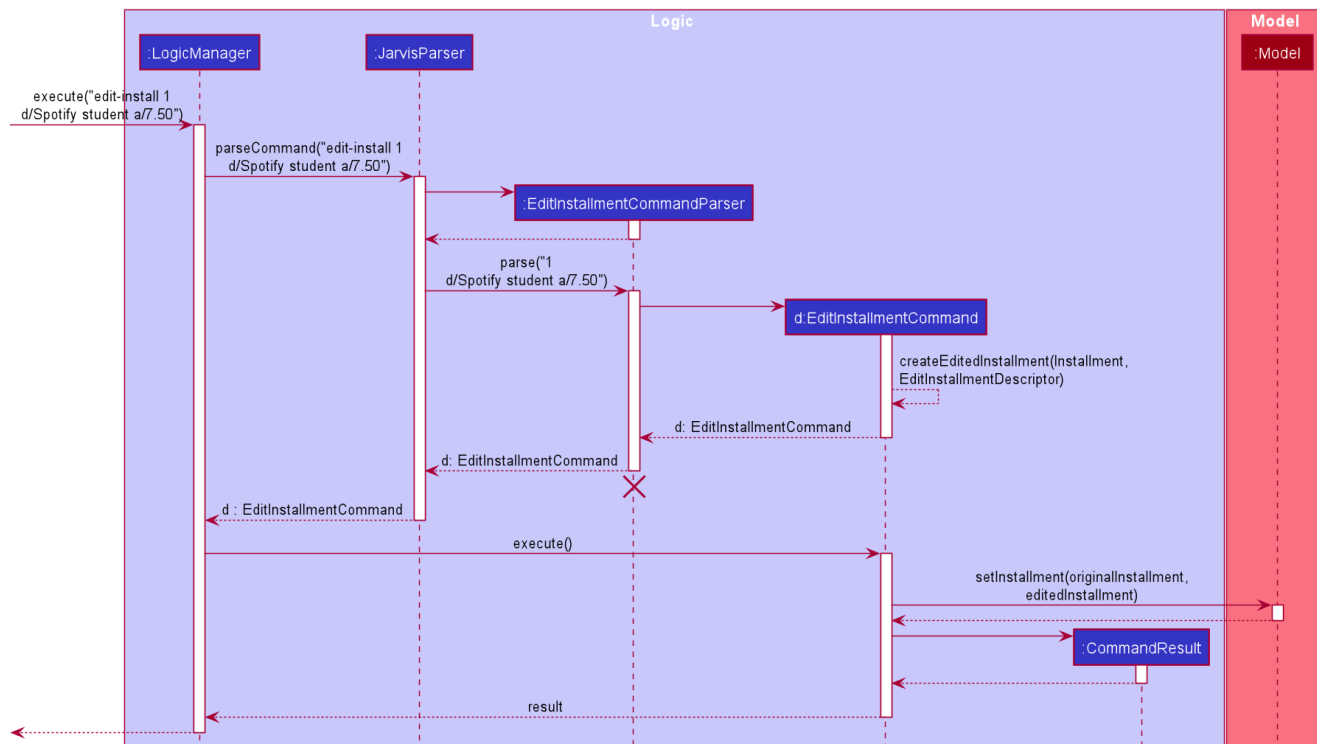 Logic
Model
:LogicManager
:JarvisParser
:Model
execute("edit-install 1
d/Spotify student a/7.50")
parseCommand("edit-install 1
d/Spotify student a/7.50")
:EditInstallmentCommandParser
parse("1
d/Spotify student a/7.50")
d:EditInstallmentCommand
createEditedInstallment(Installment,
EditInstallmentDescriptor)
d: EditInstallmentCommand
d: EditInstallmentCommand
d : EditInstallmentCommand
execute()
setInstallment(originalInstallment,
editedInstallment)
:CommandResult
result